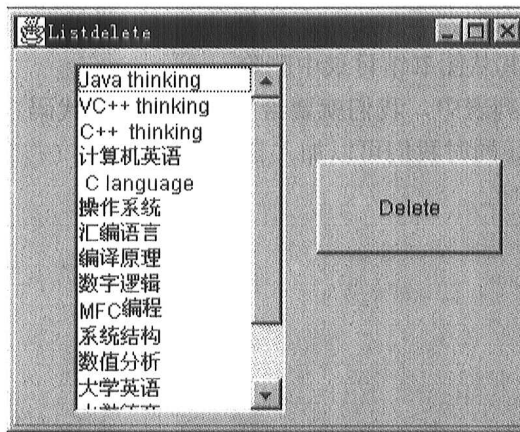 Listdelete
Java thinking
VC++ thinking
C++ thinking
计算机英语
C language
操作系统
汇编语言
编译原理
数字逻辑
MFC编程
系统结构
数值分析
大学英语
Delete